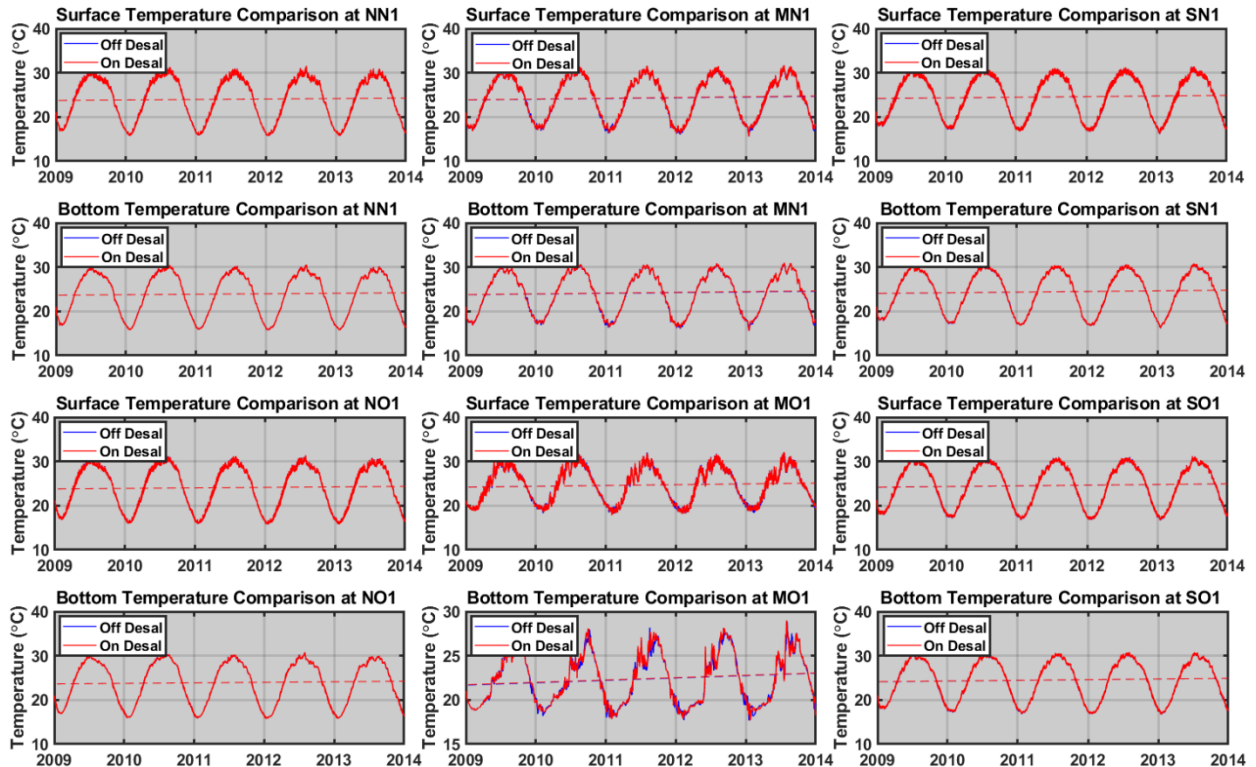 Surface Temperature Comparison at NN1
Temperature (°C)
40
30
20
10
Off Desal
On Desal
2009 2010 2011 2012 2013 2014
Surface Temperature Comparison at MN1
Temperature (°C)
40
30
20
10
Off Desal
On Desal
2009 2010 2011 2012 2013 2014
Surface Temperature Comparison at SN1
Temperature (°C)
40
30
20
10
Off Desal
On Desal
2009 2010 2011 2012 2013 2014
Bottom Temperature Comparison at NN1
Temperature (°C)
40
30
20
10
Off Desal
On Desal
2009 2010 2011 2012 2013 2014
Bottom Temperature Comparison at MN1
Temperature (°C)
40
30
20
10
Off Desal
On Desal
2009 2010 2011 2012 2013 2014
Bottom Temperature Comparison at SN1
Temperature (°C)
40
30
20
10
Off Desal
On Desal
2009 2010 2011 2012 2013 2014
Surface Temperature Comparison at NO1
Temperature (°C)
40
30
20
10
Off Desal
On Desal
2009 2010 2011 2012 2013 2014
Surface Temperature Comparison at MO1
Temperature (°C)
40
30
20
10
Off Desal
On Desal
2009 2010 2011 2012 2013 2014
Surface Temperature Comparison at SO1
Temperature (°C)
40
30
20
10
Off Desal
On Desal
2009 2010 2011 2012 2013 2014
Bottom Temperature Comparison at NO1
Temperature (°C)
40
30
20
10
Off Desal
On Desal
2009 2010 2011 2012 2013 2014
Bottom Temperature Comparison at MO1
Temperature (°C)
30
25
20
15
Off Desal
On Desal
2009 2010 2011 2012 2013 2014
Bottom Temperature Comparison at SO1
Temperature (°C)
40
30
20
10
Off Desal
On Desal
2009 2010 2011 2012 2013 2014